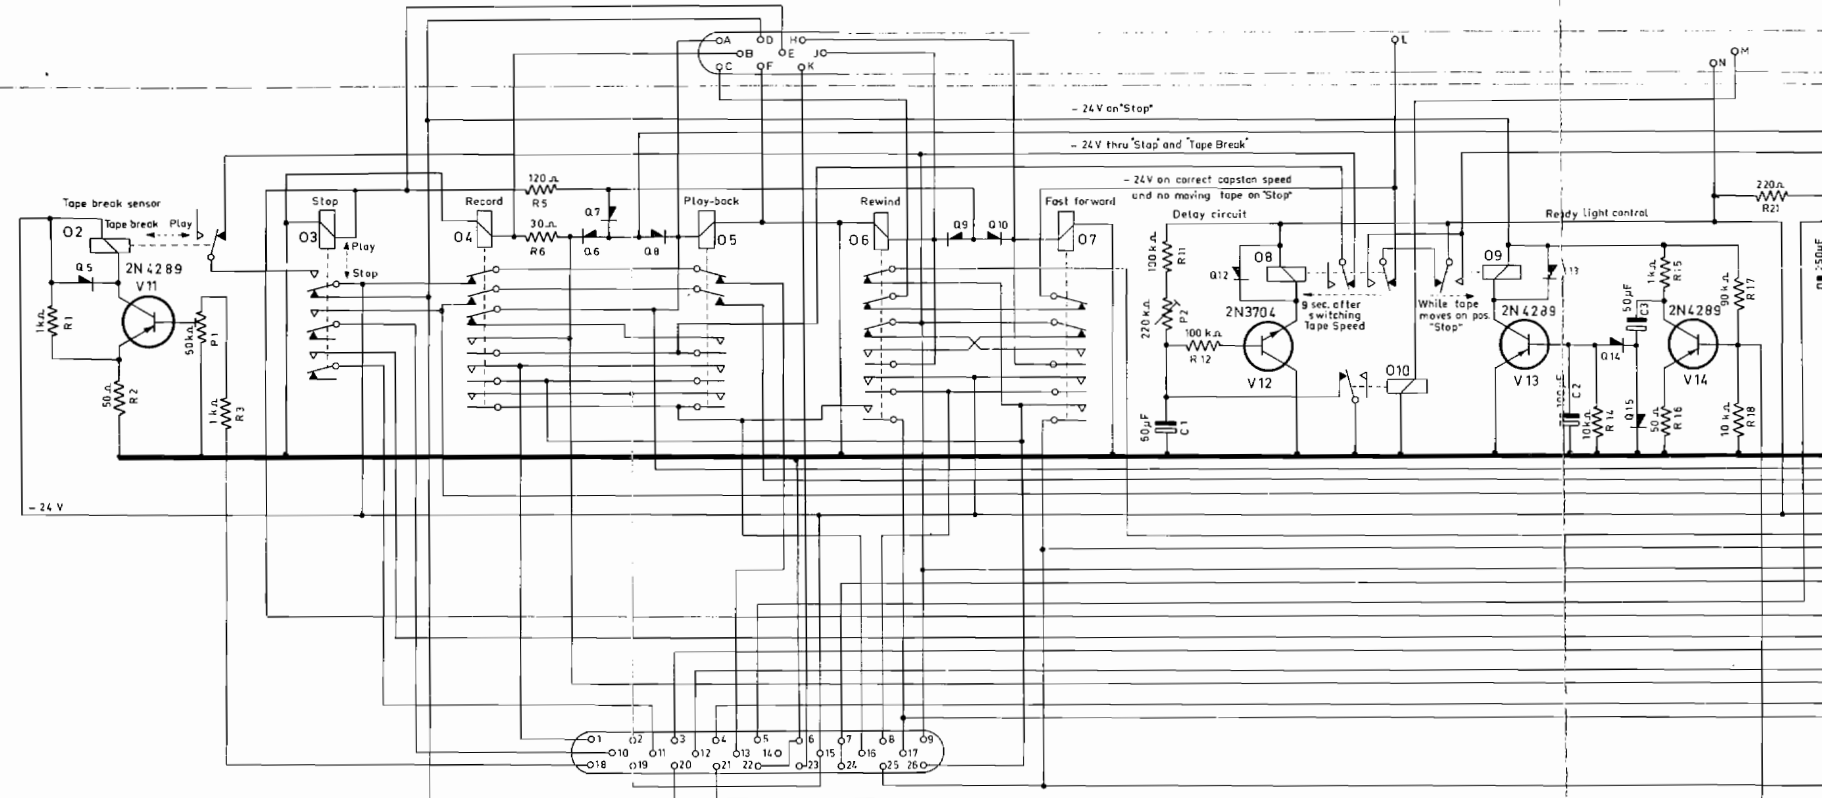 A D H
B E J
C F K
L
M
N
- 24V on "Stop"
- 24V thru "Stop" and "Tape Break"
- 24V on correct capstan speed
and no moving tape on "Stop"
Tape break sensor
Tape break Play
O2
Q5
2N4289
V11
1kΩ R1
50Ω R2
50kΩ P1
1kΩ R3
Stop
O3
Play
Stop
Record
O4
120Ω
R5
30Ω
R6
Q7
Q6
Q8
Play-back
O5
Rewind
O6
Q9
Q10
Fast forward
O7
Delay circuit
100kΩ R11
220kΩ P2
100kΩ
R12
60µF C1
Q12
O8
2N3704
V12
9 sec. after
switching
Tape Speed
While tape
moves on pos.
"Stop"
O10
Ready light control
O9
13
2N4289
V13
C2
10kΩ R14
Q14
Q15
50µF C3
1kΩ R15
50Ω R16
2N4289
V14
90kΩ R17
10kΩ R18
220Ω
R21
- 24V
1 2 3 4 5 6 7 8 9
10 11 12 13 14 15 16 17
18 19 20 21 22 23 24 25 26